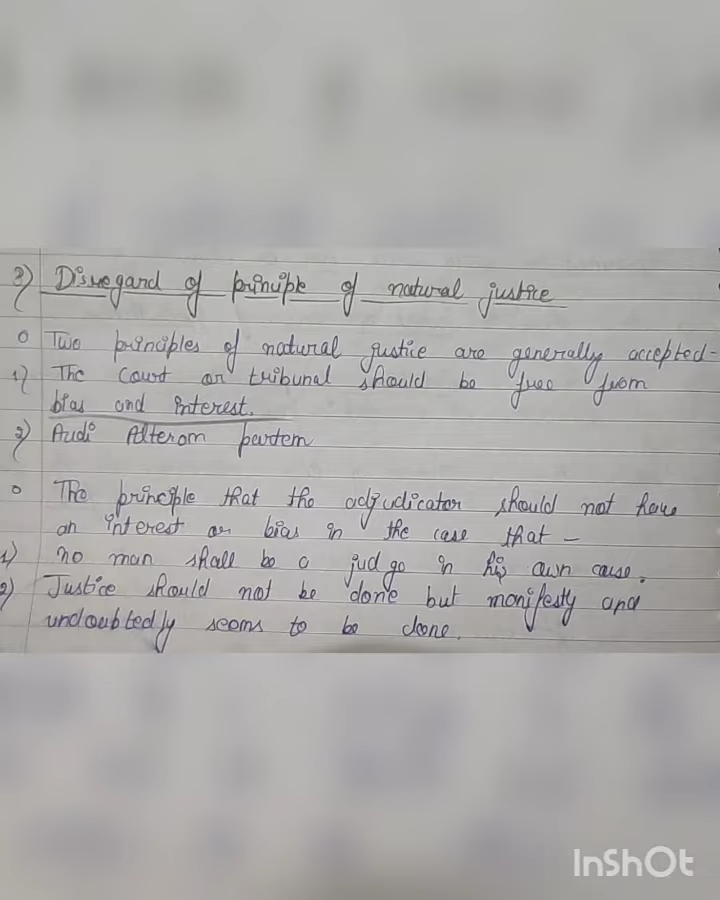 3) Disregard of principle of natural justice
o Two principles of natural justice are generally accepted-
1) The Court or tribunal should be free from
bias and interest.
2) Audi Alterom partem
o The principle that the adjudicator should not have
an interest or bias in the case that -
1) no man shall be a judge in his own cause.
2) Justice should not be done but manifesty and
undoubtedly seems to be done.
InShOt